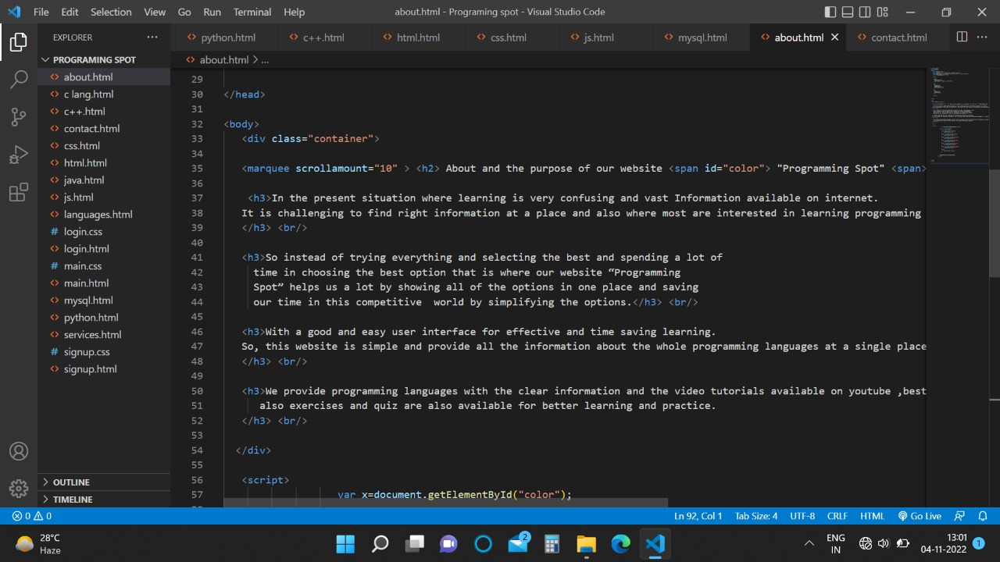 File Edit Selection View Go Run Terminal Help about.html - Programing spot - Visual Studio Code
EXPLORER ...
python.html c++.html html.html css.html js.html mysql.html about.html contact.html ...
PROGRAMING SPOT
about.html > ...
about.html
c lang.html
c++.html
contact.html
css.html
html.html
java.html
js.html
languages.html
login.css
login.html
main.css
main.html
mysql.html
python.html
services.html
signup.css
signup.html
OUTLINE
TIMELINE
29
30 </head>
31
32 <body>
33 <div class="container">
34
35 <marquee scrollamount="10" > <h2> About and the purpose of our website <span id="color"> "Programming Spot" <span>
36
37 <h3>In the present situation where learning is very confusing and vast Information available on internet.
38 It is challenging to find right information at a place and also where most are interested in learning programming
39 </h3> <br/>
40
41 <h3>So instead of trying everything and selecting the best and spending a lot of
42 time in choosing the best option that is where our website “Programming
43 Spot” helps us a lot by showing all of the options in one place and saving
44 our time in this competitive  world by simplifying the options.</h3> <br/>
45
46 <h3>With a good and easy user interface for effective and time saving learning.
47 So, this website is simple and provide all the information about the whole programming languages at a single place
48 </h3> <br/>
49
50 <h3>We provide programming languages with the clear information and the video tutorials available on youtube ,best
51 also exercises and quiz are also available for better learning and practice.
52 </h3> <br/>
53
54 </div>
55
56 <script>
57 var x=document.getElementById("color");
0 0 Ln 92, Col 1 Tab Size: 4 UTF-8 CRLF HTML Go Live
28°C
Haze
2
ENG
IN
13:01
04-11-2022
1